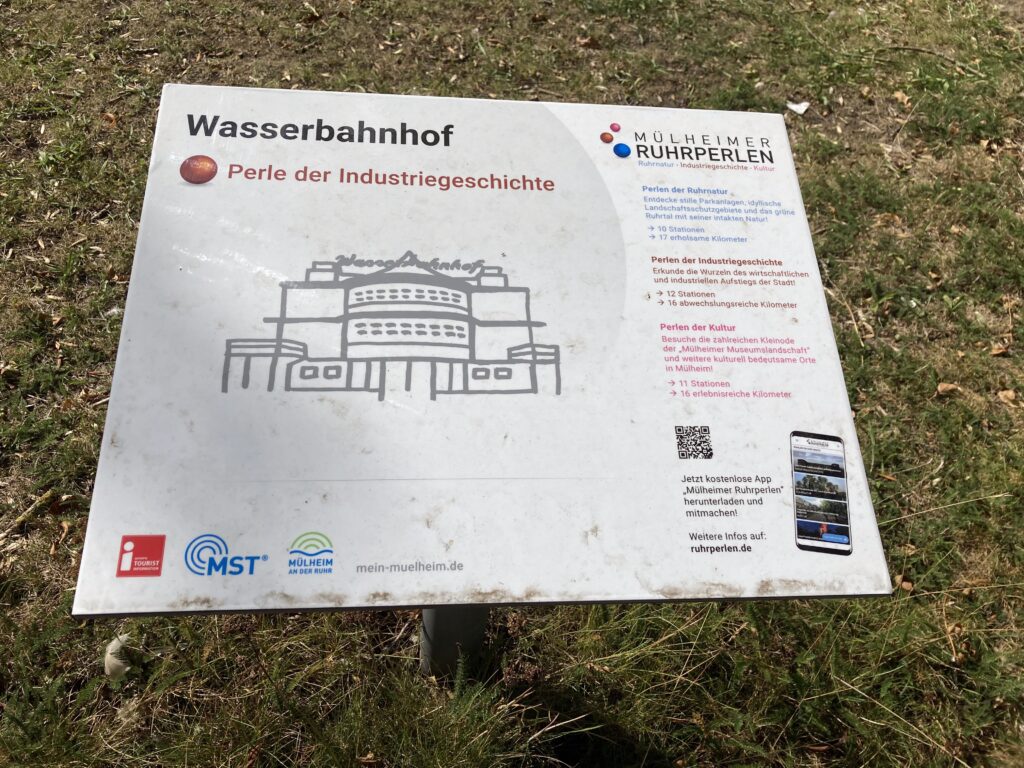 Wasserbahnhof
Perle der Industriegeschichte
Wasserbahnhof
MÜLHEIMER
RUHRPERLEN
Ruhrnatur · Industriegeschichte · Kultur
Perlen der Ruhrnatur
Entdecke stille Parkanlagen, idyllische
Landschaftsschutzgebiete und das grüne
Ruhrtal mit seiner intakten Natur!
→ 10 Stationen
→ 17 erholsame Kilometer
Perlen der Industriegeschichte
Erkunde die Wurzeln des wirtschaftlichen
und industriellen Aufstiegs der Stadt!
→ 12 Stationen
→ 16 abwechslungsreiche Kilometer
Perlen der Kultur
Besuche die zahlreichen Kleinode
der „Mülheimer Museumslandschaft"
und weitere kulturell bedeutsame Orte
in Mülheim!
→ 11 Stationen
→ 16 erlebnisreiche Kilometer
Jetzt kostenlose App
„Mülheimer Ruhrperlen"
herunterladen und
mitmachen!
Weitere Infos auf:
ruhrperlen.de
i
TOURIST
INFORMATION
MST®
MÜLHEIM
AN DER RUHR
mein-muelheim.de